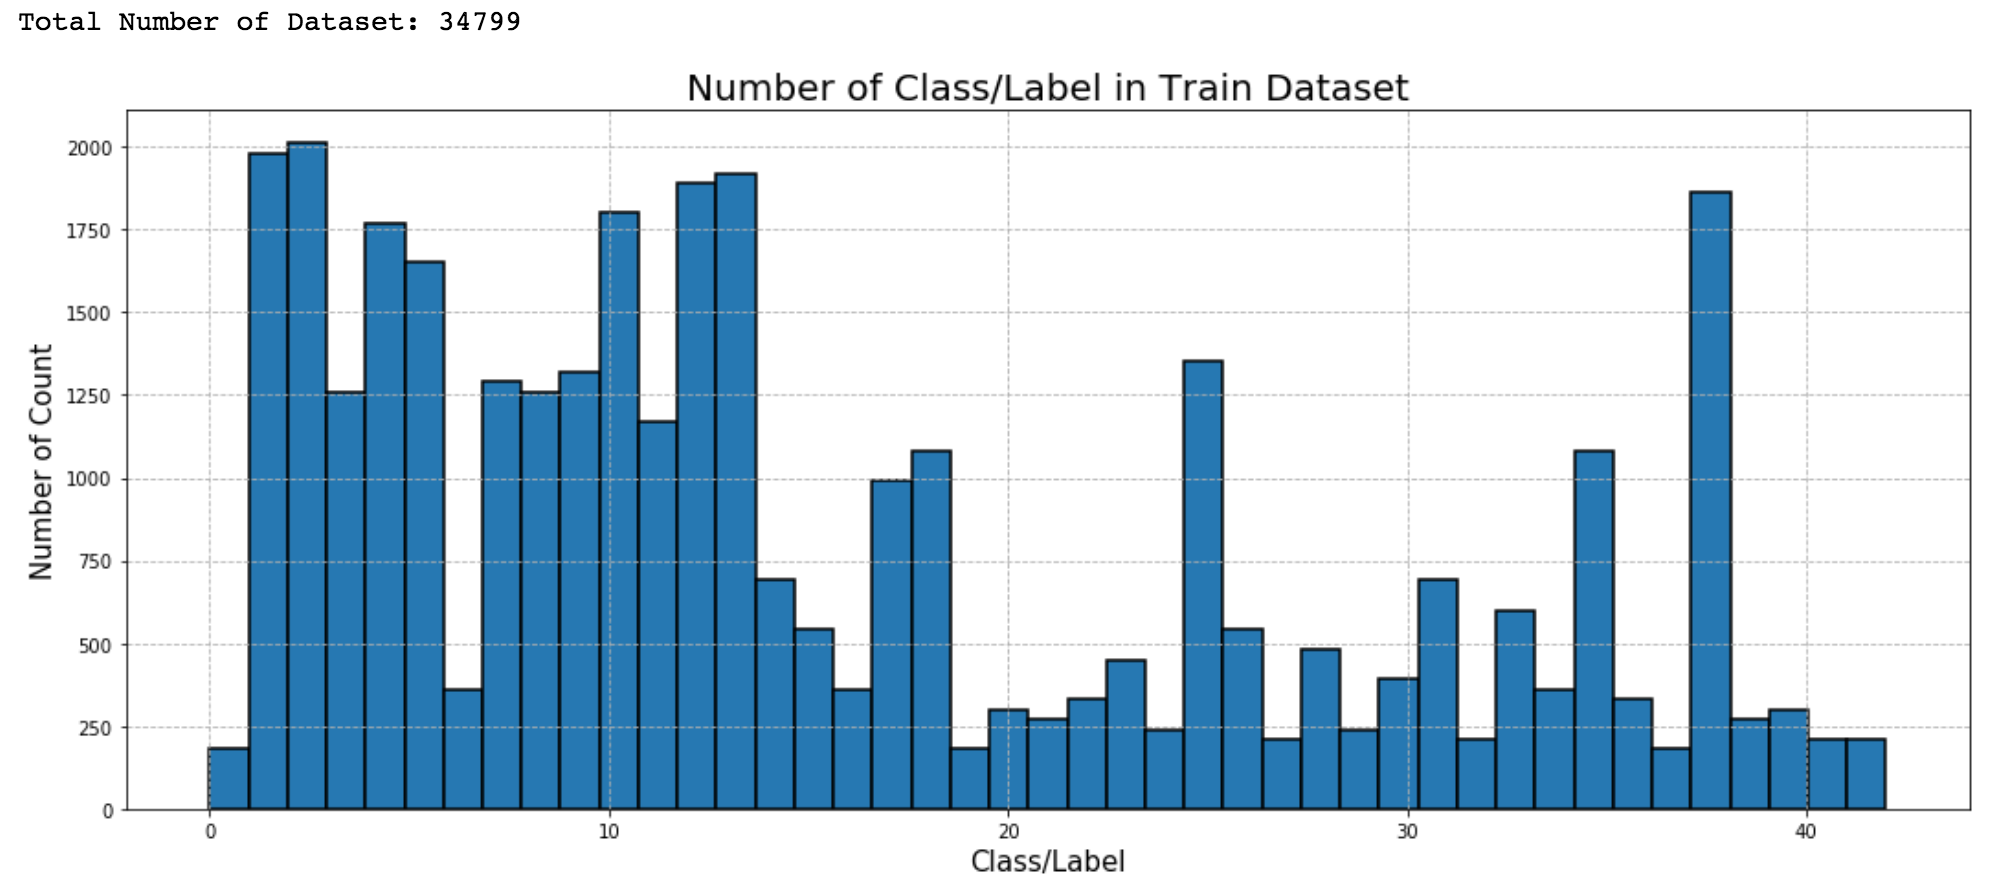 Total Number of Dataset: 34799
Number of Class/Label in Train Dataset
2000
1750
1500
1250
1000
750
500
250
0
Number of Count
0 10 20 30 40
Class/Label